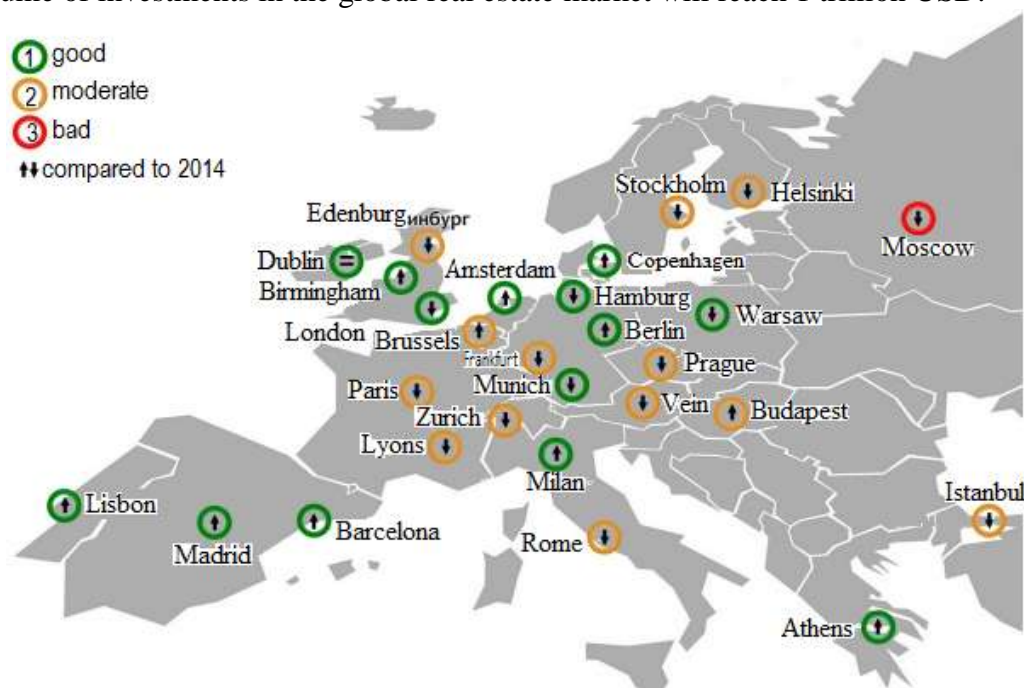 ume of investments in the global real estate market will reach 1 trillion USD.
1 good
2 moderate
3 bad
compared to 2014
Stockholm
Helsinki
Edenburgинбург
Moscow
Dublin
Amsterdam
Copenhagen
Birmingham
Hamburg
London
Brussels
Berlin
Warsaw
Frankfurt
Prague
Paris
Munich
Zurich
Vein
Budapest
Lyons
Milan
Istanbul
Lisbon
Barcelona
Madrid
Rome
Athens